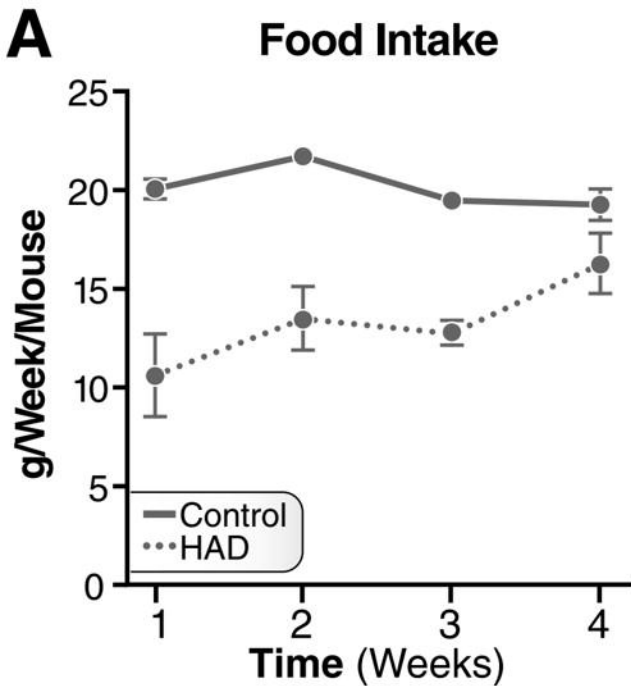 A
Food Intake
g/Week/Mouse
25
20
15
10
5
0
Control
HAD
1 2 3 4
Time (Weeks)